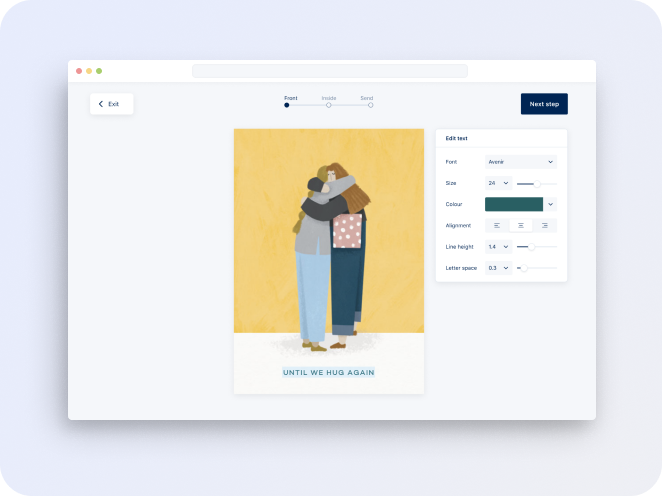 Exit
Front Inside Send
Next step
Edit text
Font Avenir
Size 24
Colour
Alignment
Line height 1.4
Letter space 0.3
UNTIL WE HUG AGAIN